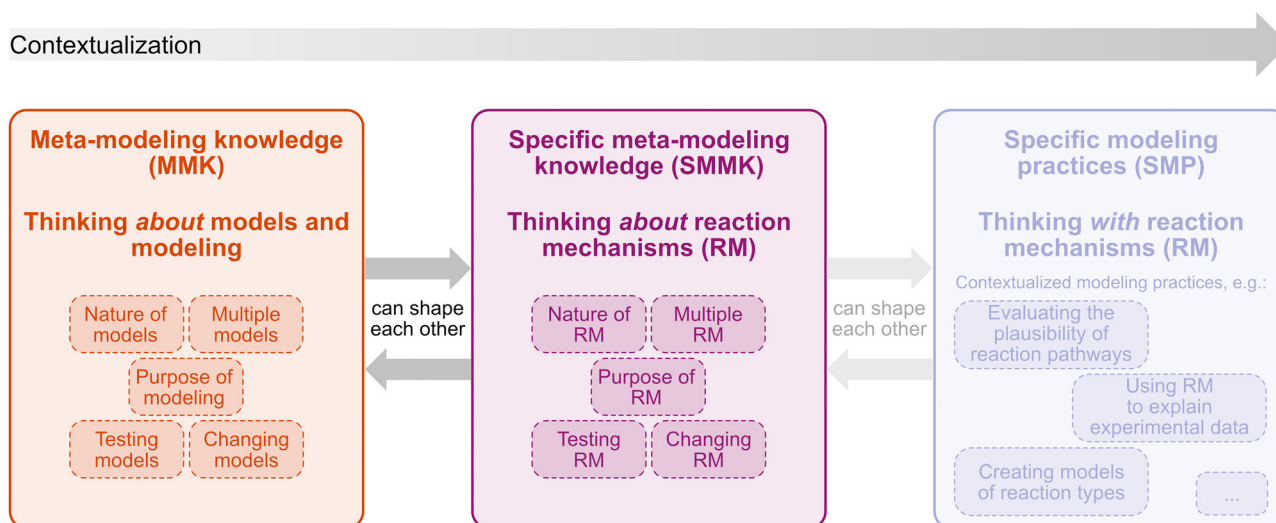 Contextualization
Meta-modeling knowledge
(MMK)
Thinking about models and
modeling
Nature of
models
Multiple
models
Purpose of
modeling
Testing
models
Changing
models
can shape
each other
Specific meta-modeling
knowledge (SMMK)
Thinking about reaction
mechanisms (RM)
Nature of
RM
Multiple
RM
Purpose of
RM
Testing
RM
Changing
RM
can shape
each other
Specific modeling
practices (SMP)
Thinking with reaction
mechanisms (RM)
Contextualized modeling practices, e.g.:
Evaluating the
plausibility of
reaction pathways
Using RM
to explain
experimental data
Creating models
of reaction types
...